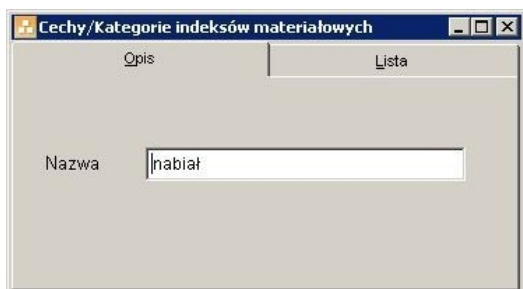 Cechy/Kategorie indeksów materiałowych
Opis
Lista
Nazwa
nabiał